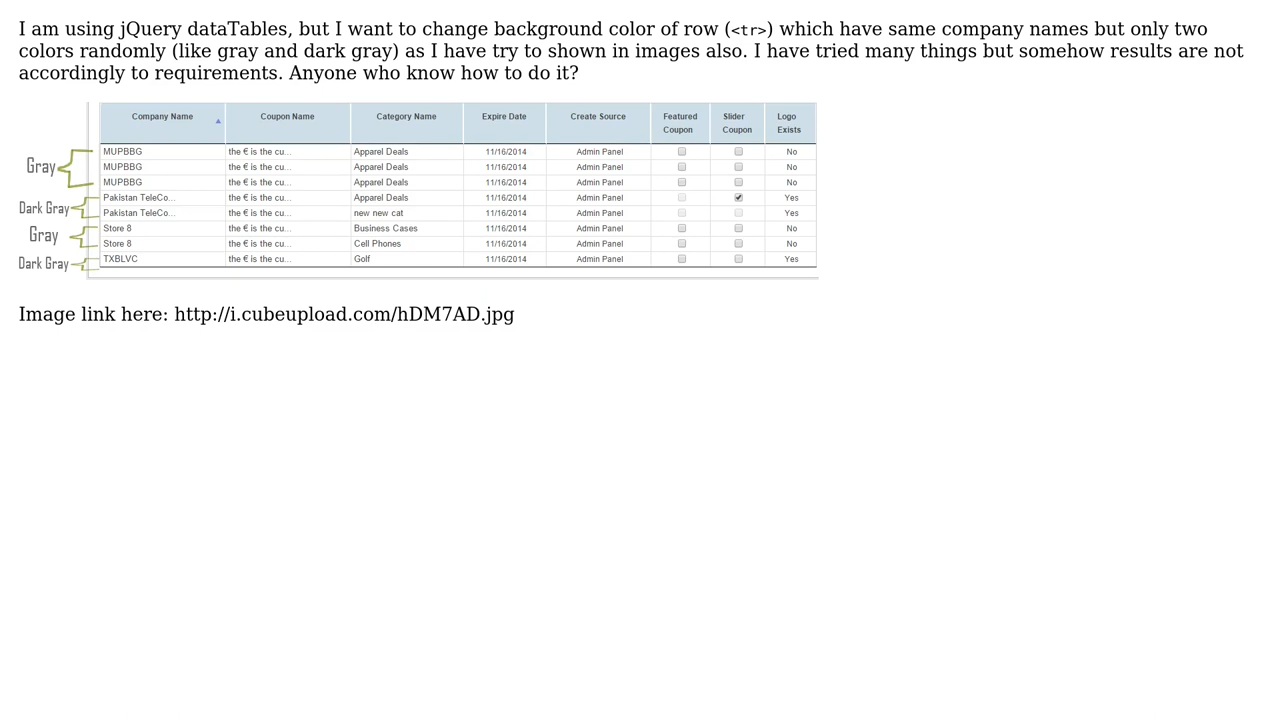 I am using jQuery dataTables, but I want to change background color of row (<tr>) which have same company names but only two
colors randomly (like gray and dark gray) as I have try to shown in images also. I have tried many things but somehow results are not
accordingly to requirements. Anyone who know how to do it?
Company Name Coupon Name Category Name Expire Date Create Source Featured Coupon Slider Coupon Logo Exists
Gray
MUPBBG the € is the cu... Apparel Deals 11/16/2014 Admin Panel No
MUPBBG the € is the cu... Apparel Deals 11/16/2014 Admin Panel No
MUPBBG the € is the cu... Apparel Deals 11/16/2014 Admin Panel No
Dark Gray
Pakistan TeleCo... the € is the cu... Apparel Deals 11/16/2014 Admin Panel Yes
Pakistan TeleCo... the € is the cu... new new cat 11/16/2014 Admin Panel Yes
Gray
Store 8 the € is the cu... Business Cases 11/16/2014 Admin Panel No
Store 8 the € is the cu... Cell Phones 11/16/2014 Admin Panel No
Dark Gray
TXBLVC the € is the cu... Golf 11/16/2014 Admin Panel Yes
Image link here: http://i.cubeupload.com/hDM7AD.jpg